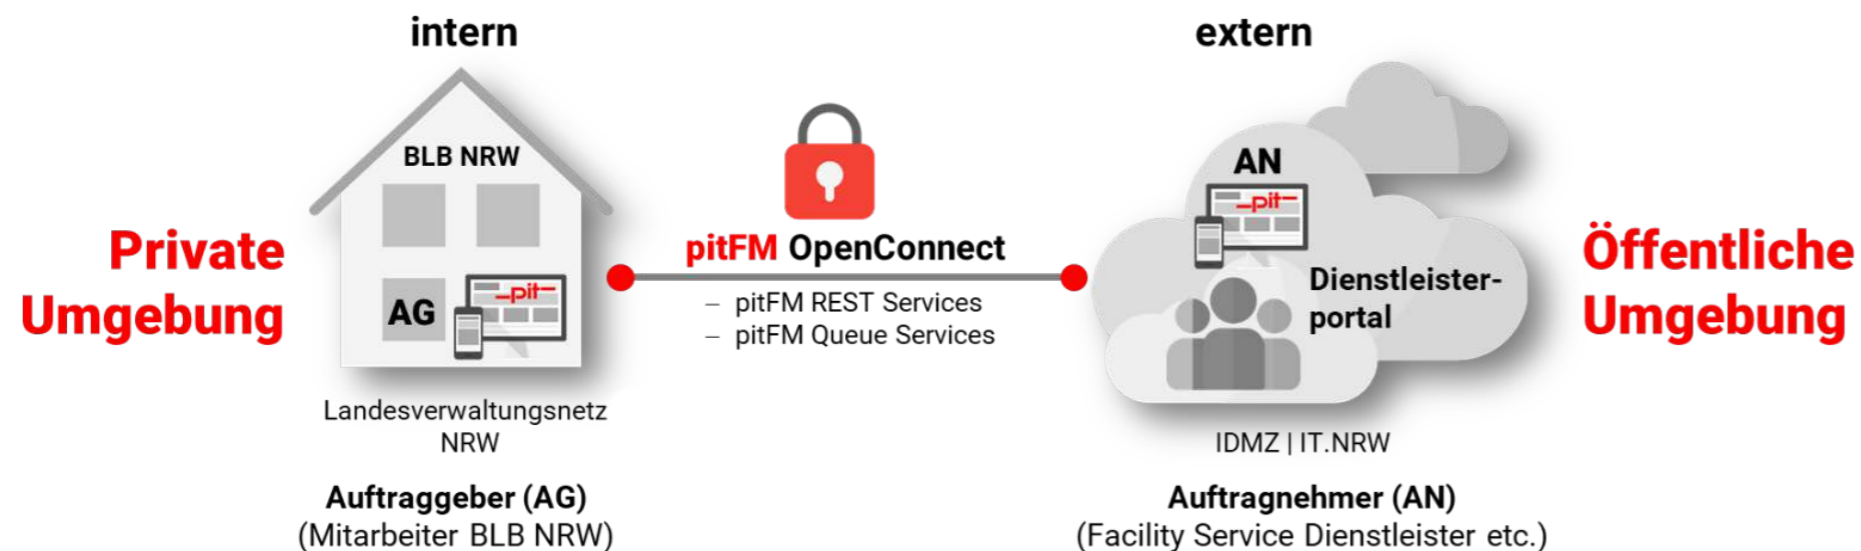 intern
extern
BLB NRW
AN
pit
Private
Umgebung
pitFM OpenConnect
Öffentliche
Umgebung
Dienstleister-
portal
AG
pit
– pitFM REST Services
– pitFM Queue Services
Landesverwaltungsnetz
NRW
IDMZ | IT.NRW
Auftraggeber (AG)
(Mitarbeiter BLB NRW)
Auftragnehmer (AN)
(Facility Service Dienstleister etc.)